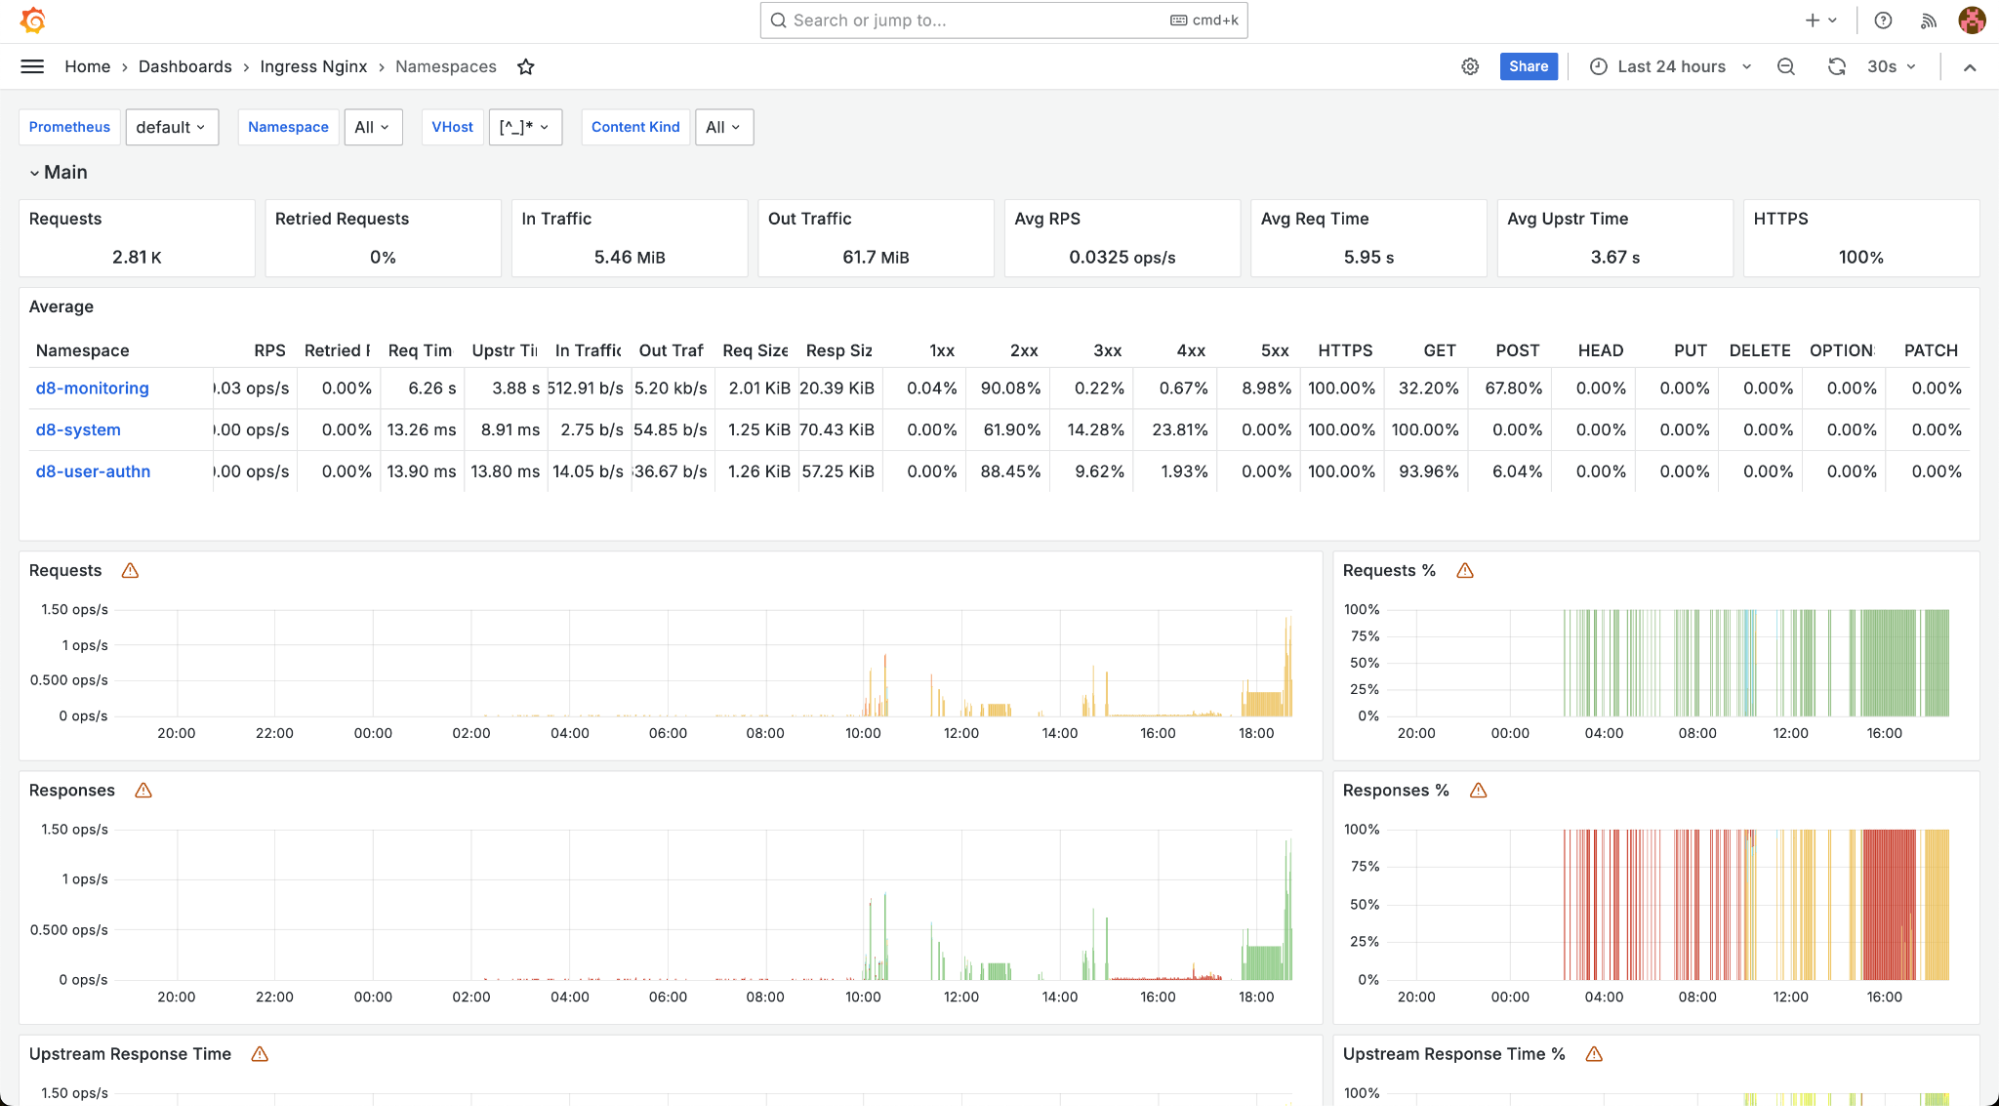 Search or jump to... cmd+k
Home › Dashboards › Ingress Nginx › Namespaces Share Last 24 hours 30s
Prometheus default Namespace All VHost [^_]* Content Kind All
Main
Requests Retried Requests In Traffic Out Traffic Avg RPS Avg Req Time Avg Upstr Time HTTPS
2.81 K 0% 5.46 MiB 61.7 MiB 0.0325 ops/s 5.95 s 3.67 s 100%
Average
Namespace RPS Retried Req Tim Upstr Ti In Traffic Out Traf Req Size Resp Siz 1xx 2xx 3xx 4xx 5xx HTTPS GET POST HEAD PUT DELETE OPTION PATCH
d8-monitoring .03 ops/s 0.00% 6.26 s 3.88 s 512.91 b/s 5.20 kb/s 2.01 KiB 20.39 KiB 0.04% 90.08% 0.22% 0.67% 8.98% 100.00% 32.20% 67.80% 0.00% 0.00% 0.00% 0.00% 0.00%
d8-system .00 ops/s 0.00% 13.26 ms 8.91 ms 2.75 b/s 54.85 b/s 1.25 KiB 70.43 KiB 0.00% 61.90% 14.28% 23.81% 0.00% 100.00% 100.00% 0.00% 0.00% 0.00% 0.00% 0.00% 0.00%
d8-user-authn .00 ops/s 0.00% 13.90 ms 13.80 ms 14.05 b/s 36.67 b/s 1.26 KiB 57.25 KiB 0.00% 88.45% 9.62% 1.93% 0.00% 100.00% 93.96% 6.04% 0.00% 0.00% 0.00% 0.00% 0.00%
Requests
1.50 ops/s
1 ops/s
0.500 ops/s
0 ops/s
20:00 22:00 00:00 02:00 04:00 06:00 08:00 10:00 12:00 14:00 16:00 18:00
Requests %
100%
75%
50%
25%
0%
20:00 00:00 04:00 08:00 12:00 16:00
Responses
1.50 ops/s
1 ops/s
0.500 ops/s
0 ops/s
20:00 22:00 00:00 02:00 04:00 06:00 08:00 10:00 12:00 14:00 16:00 18:00
Responses %
100%
75%
50%
25%
0%
20:00 00:00 04:00 08:00 12:00 16:00
Upstream Response Time
1.50 ops/s
Upstream Response Time %
100%